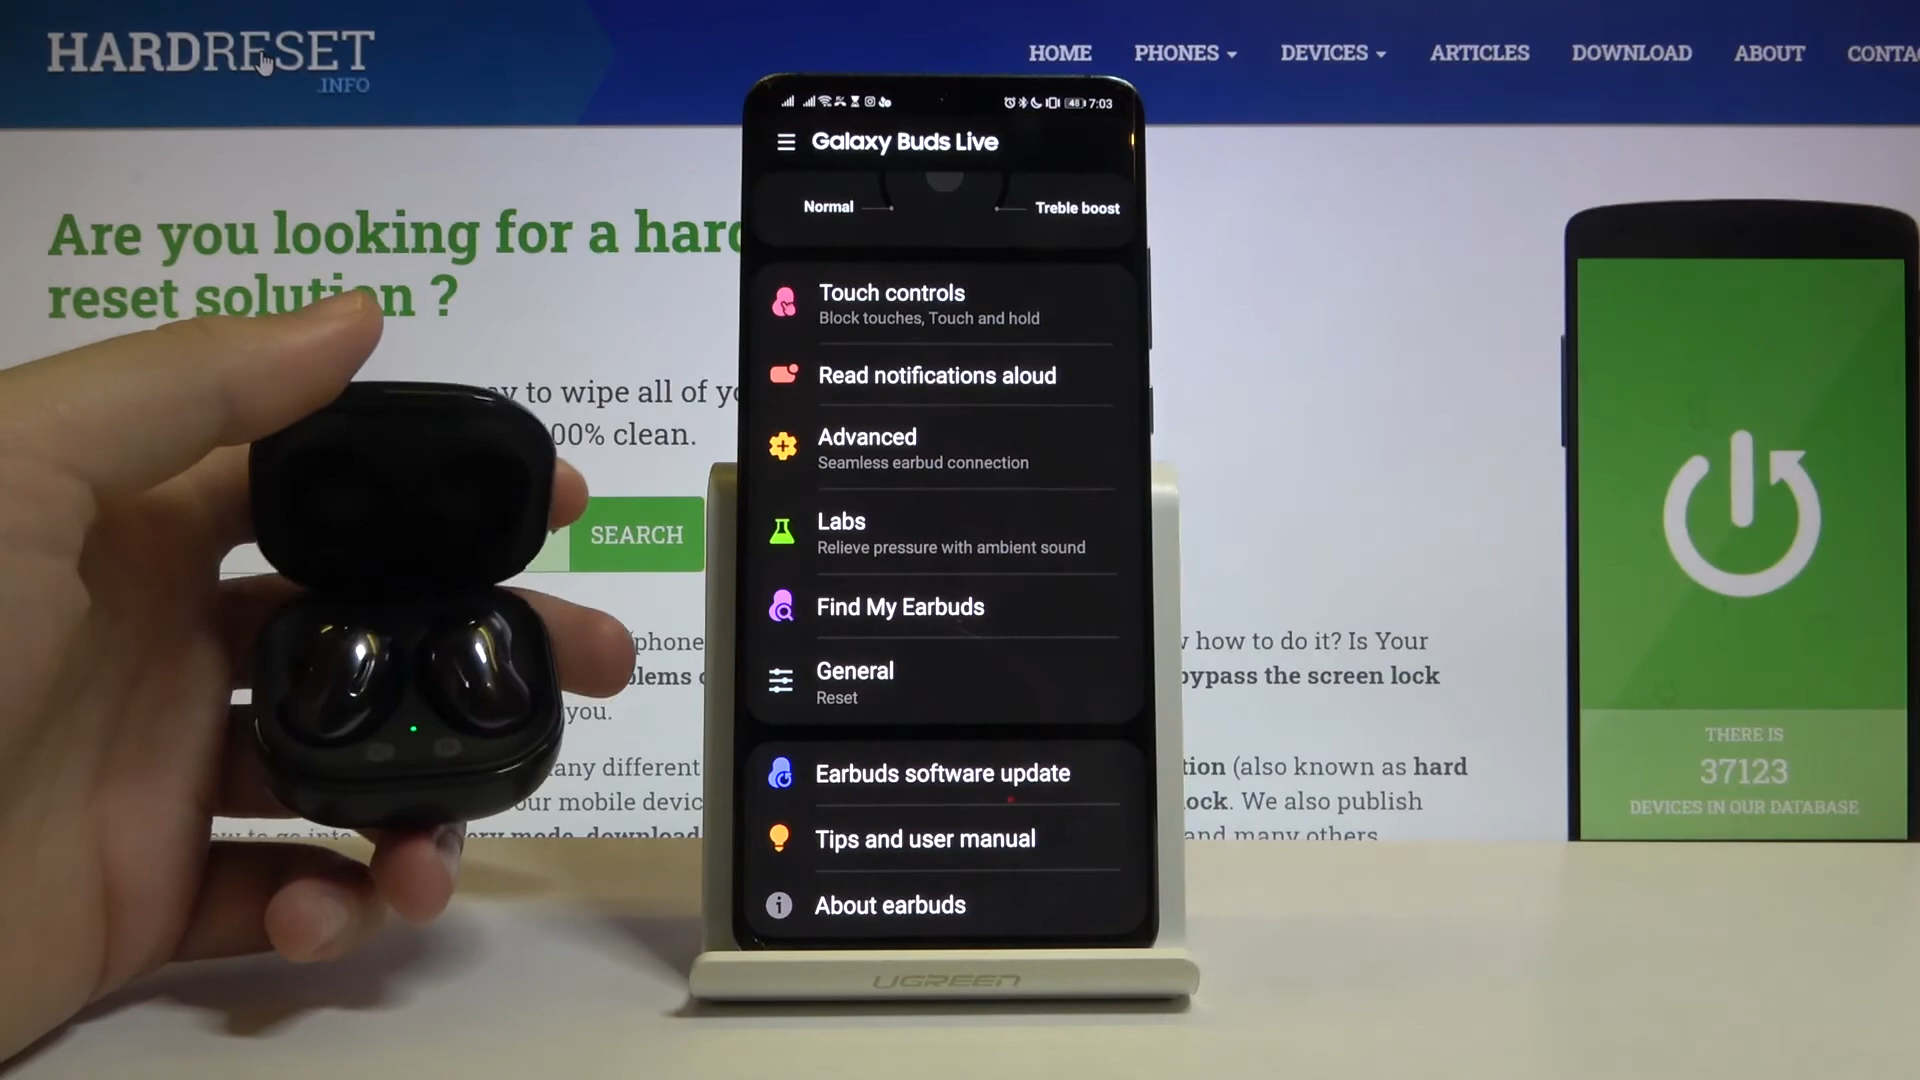 HARDRESET
.INFO
HOME PHONES DEVICES ARTICLES DOWNLOAD ABOUT
Are you looking for a hard
reset solution ?
to wipe all of
00% clean.
SEARCH
phone
how to do it? Is Your
bypass the screen lock
you.
any different
(also known as hard
our mobile
We also publish
and many others
7:03
Galaxy Buds Live
Normal Treble boost
Touch controls
Block touches, Touch and hold
Read notifications aloud
Advanced
Seamless earbud connection
Labs
Relieve pressure with ambient sound
Find My Earbuds
General
Reset
Earbuds software update
Tips and user manual
About earbuds
UGREEN
THERE IS
37123
DEVICES IN OUR DATABASE